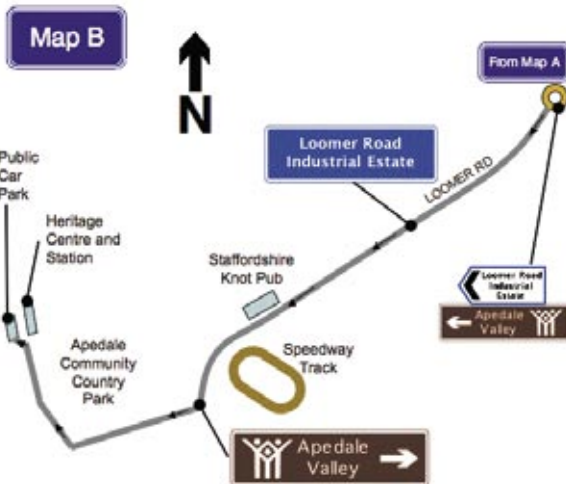 Map B
From Map A
N
Loomer Road
Industrial Estate
LOOMER RD
Public
Car
Park
Heritage
Centre and
Station
Staffordshire
Knot Pub
Loomer Road
Industrial
Estate
Apedale
Valley
Apedale
Community
Country
Park
Speedway
Track
Apedale
Valley